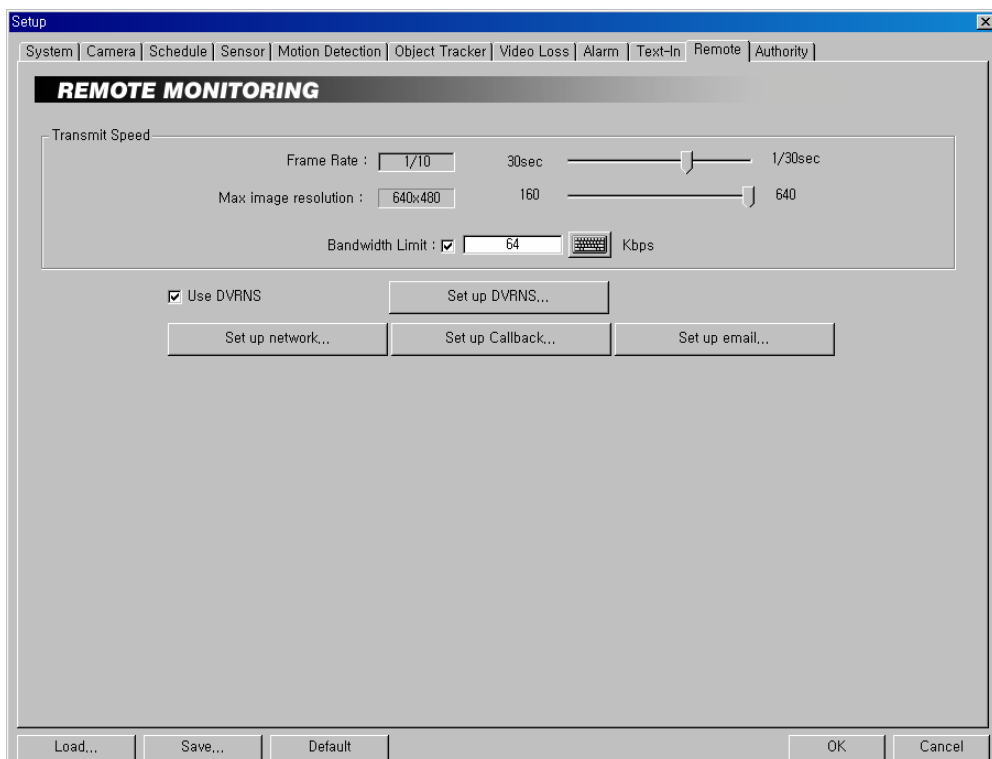 Setup
System Camera Schedule Sensor Motion Detection Object Tracker Video Loss Alarm Text-In Remote Authority
REMOTE MONITORING
Transmit Speed
Frame Rate : 1/10 30sec 1/30sec
Max image resolution : 640x480 160 640
Bandwidth Limit : 64 Kbps
Use DVRNS Set up DVRNS...
Set up network... Set up Callback... Set up email...
Load... Save... Default OK Cancel